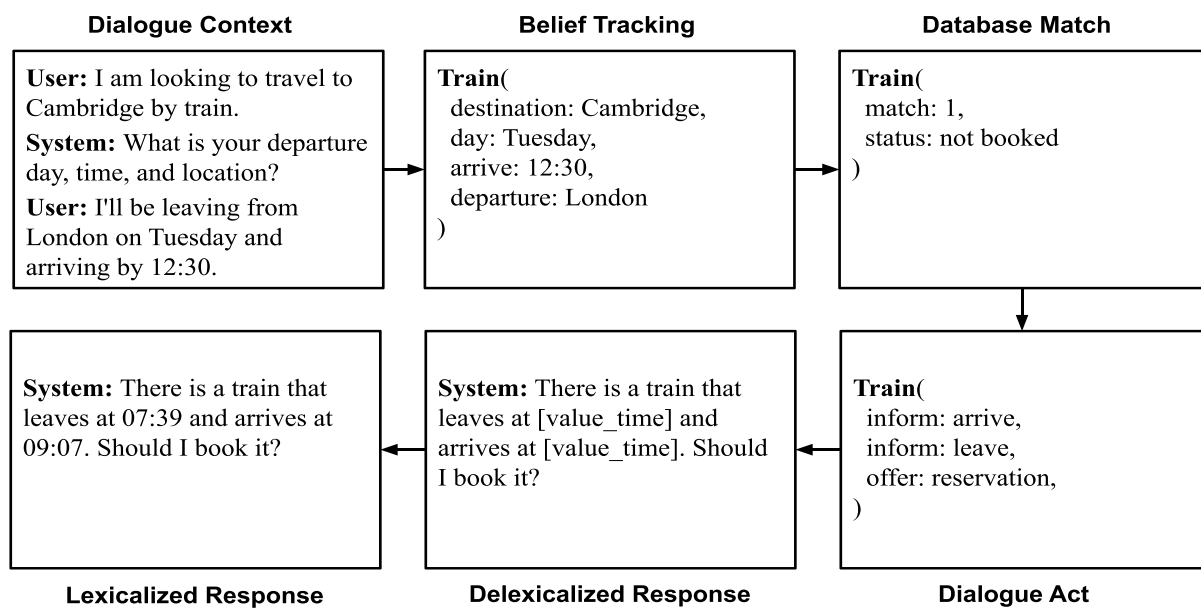 Dialogue Context
User: I am looking to travel to
Cambridge by train.
System: What is your departure
day, time, and location?
User: I'll be leaving from
London on Tuesday and
arriving by 12:30.
Belief Tracking
Train(
destination: Cambridge,
day: Tuesday,
arrive: 12:30,
departure: London
)
Database Match
Train(
match: 1,
status: not booked
)
System: There is a train that
leaves at 07:39 and arrives at
09:07. Should I book it?
Lexicalized Response
System: There is a train that
leaves at [value_time] and
arrives at [value_time]. Should
I book it?
Delexicalized Response
Train(
inform: arrive,
inform: leave,
offer: reservation,
)
Dialogue Act